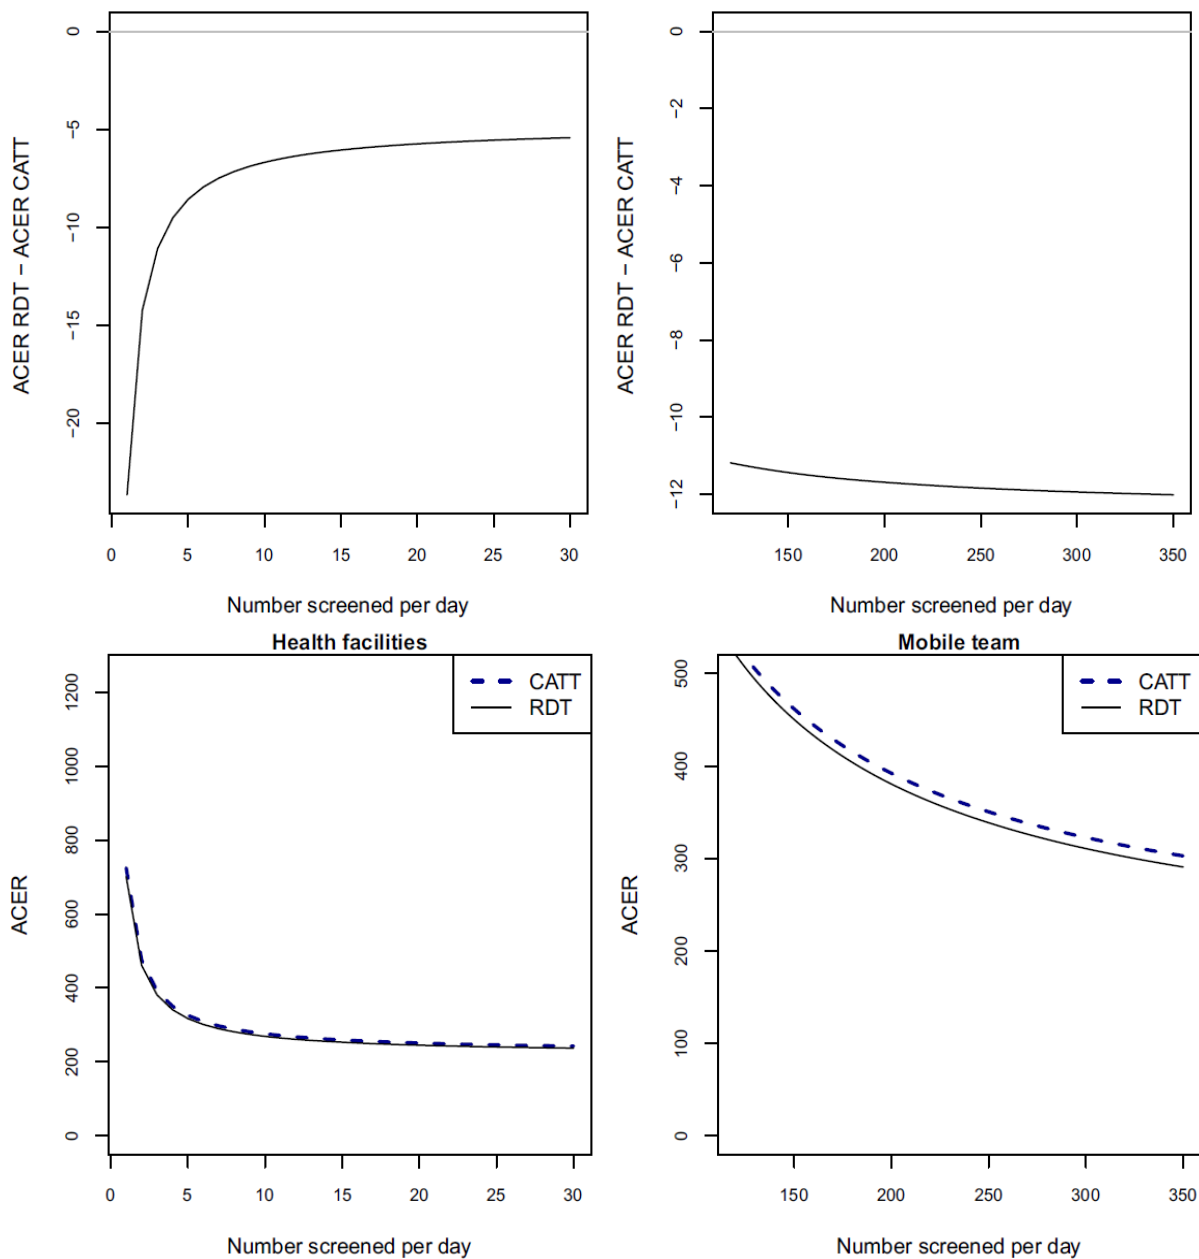 ACER RDT − ACER CATT
0
−5
−10
−15
−20
0 5 10 15 20 25 30
Number screened per day
ACER RDT − ACER CATT
0
−2
−4
−6
−8
−10
−12
150 200 250 300 350
Number screened per day
Health facilities
CATT
RDT
ACER
1200
1000
800
600
400
200
0
0 5 10 15 20 25 30
Number screened per day
Mobile team
CATT
RDT
ACER
500
400
300
200
100
0
150 200 250 300 350
Number screened per day